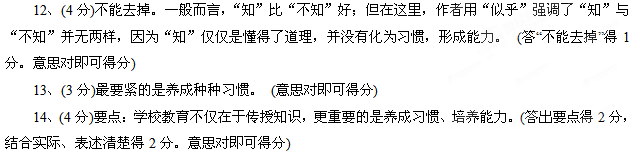 12、(4 分)不能去掉。一般而言，“知”比“不知”好；但在这里，作者用“似乎”强调了“知”与
“不知”并无两样，因为“知”仅仅是懂得了道理，并没有化为习惯，形成能力。 (答“不能去掉”得 1
分。意思对即可得分)
13、(3 分)最要紧的是养成种种习惯。 (意思对即可得分)
14、(4 分)要点：学校教育不仅在于传授知识，更重要的是养成习惯、培养能力。(答出要点得 2 分，
结合实际、表述清楚得 2 分。意思对即可得分)